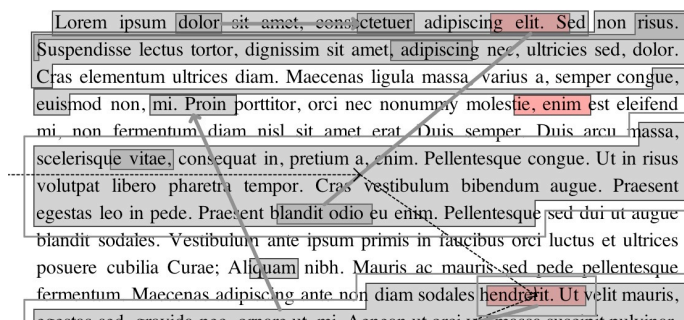 Lorem ipsum dolor sit amet, consectetuer adipiscing elit. Sed non risus.
Suspendisse lectus tortor, dignissim sit amet, adipiscing nec, ultricies sed, dolor.
Cras elementum ultrices diam. Maecenas ligula massa, varius a, semper congue,
euismod non, mi. Proin porttitor, orci nec nonummy molestie, enim est eleifend
mi, non fermentum diam nisl sit amet erat. Duis semper. Duis arcu massa,
scelerisque vitae, consequat in, pretium a, enim. Pellentesque congue. Ut in risus
volutpat libero pharetra tempor. Cras vestibulum bibendum augue. Praesent
egestas leo in pede. Praesent blandit odio eu enim. Pellentesque sed dui ut augue
blandit sodales. Vestibulum ante ipsum primis in faucibus orci luctus et ultrices
posuere cubilia Curae; Aliquam nibh. Mauris ac mauris sed pede pellentesque
fermentum. Maecenas adipiscing ante non diam sodales hendrerit. Ut velit mauris,